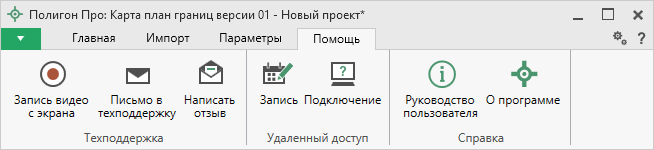 Полигон Про: Карта план границ версии 01 - Новый проект*
Главная Импорт Параметры Помощь
?
Запись видео с экрана
Письмо в техподдержку
Написать отзыв
?
Запись
Подключение
Руководство пользователя
О программе
Техподдержка Удаленный доступ Справка